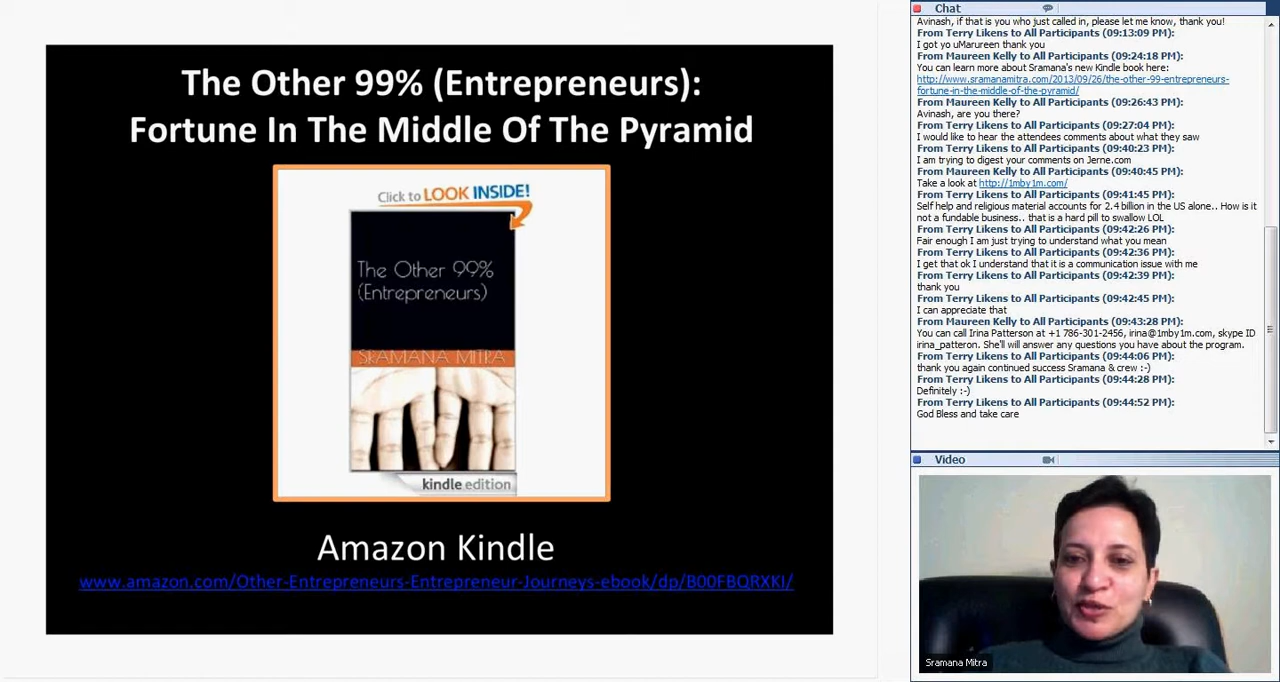 The Other 99% (Entrepreneurs):
Fortune In The Middle Of The Pyramid
Click to LOOK INSIDE!
The Other 99%
(Entrepreneurs)
SRAMANA MITRA
kindle edition
Amazon Kindle
www.amazon.com/Other-Entrepreneurs-Entrepreneur-Journeys-ebook/dp/B00FBQRXKI/
Chat
Avinash, if that is you who just called in, please let me know, thank you!
From Terry Likens to All Participants (09:13:09 PM):
I got yo uMarureen thank you
From Maureen Kelly to All Participants (09:24:18 PM):
You can learn more about Sramana's new Kindle book here:
http://www.sramanamitra.com/2013/09/26/the-other-99-entrepreneurs-
fortune-in-the-middle-of-the-pyramid/
From Maureen Kelly to All Participants (09:26:43 PM):
Avinash, are you there?
From Terry Likens to All Participants (09:27:04 PM):
I would like to hear the attendees comments about what they saw
From Terry Likens to All Participants (09:40:23 PM):
I am trying to digest your comments on Jerne.com
From Maureen Kelly to All Participants (09:40:45 PM):
Take a look at http://1mby1m.com/
From Terry Likens to All Participants (09:41:45 PM):
Self help and religious material accounts for 2.4 billion in the US alone.. How is it
not a fundable business.. that is a hard pill to swallow LOL
From Terry Likens to All Participants (09:42:26 PM):
Fair enough I am just trying to understand what you mean
From Terry Likens to All Participants (09:42:36 PM):
I get that ok I understand that it is a communication issue with me
From Terry Likens to All Participants (09:42:39 PM):
thank you
From Terry Likens to All Participants (09:42:45 PM):
I can appreciate that
From Maureen Kelly to All Participants (09:43:28 PM):
You can call Irina Patterson at +1 786-301-2456, irina@1mby1m.com, skype ID
irina_patteron. She'll will answer any questions you have about the program.
From Terry Likens to All Participants (09:44:06 PM):
thank you again continued success Sramana & crew :-)
From Terry Likens to All Participants (09:44:28 PM):
Definitely :-)
From Terry Likens to All Participants (09:44:52 PM):
God Bless and take care
Video
Sramana Mitra